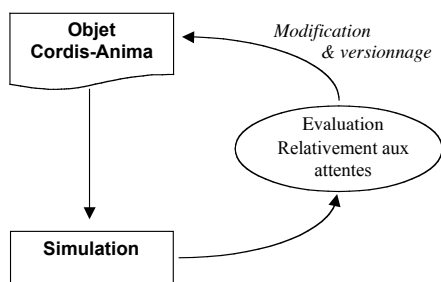 Objet
Cordis-Anima
Modification
& versionnage
Evaluation
Relativement aux
attentes
Simulation